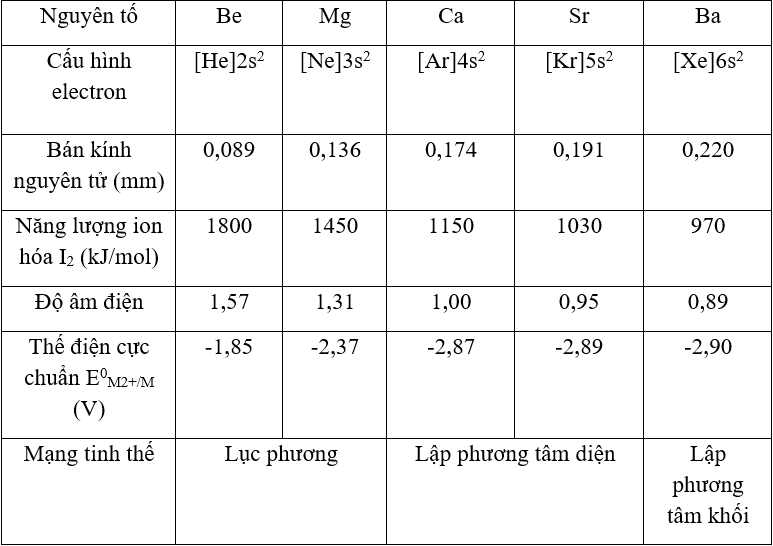 Nguyên tố Be Mg Ca Sr Ba
Cấu hình [He]2s² [Ne]3s² [Ar]4s² [Kr]5s² [Xe]6s²
electron
Bán kính 0,089 0,136 0,174 0,191 0,220
nguyên tử (mm)
Năng lượng ion 1800 1450 1150 1030 970
hóa I₂ (kJ/mol)
Độ âm điện 1,57 1,31 1,00 0,95 0,89
Thế điện cực -1,85 -2,37 -2,87 -2,89 -2,90
chuẩn E⁰M2+/M
(V)
Mạng tinh thế Lục phương Lập phương tâm diện Lập
phương
tâm khối